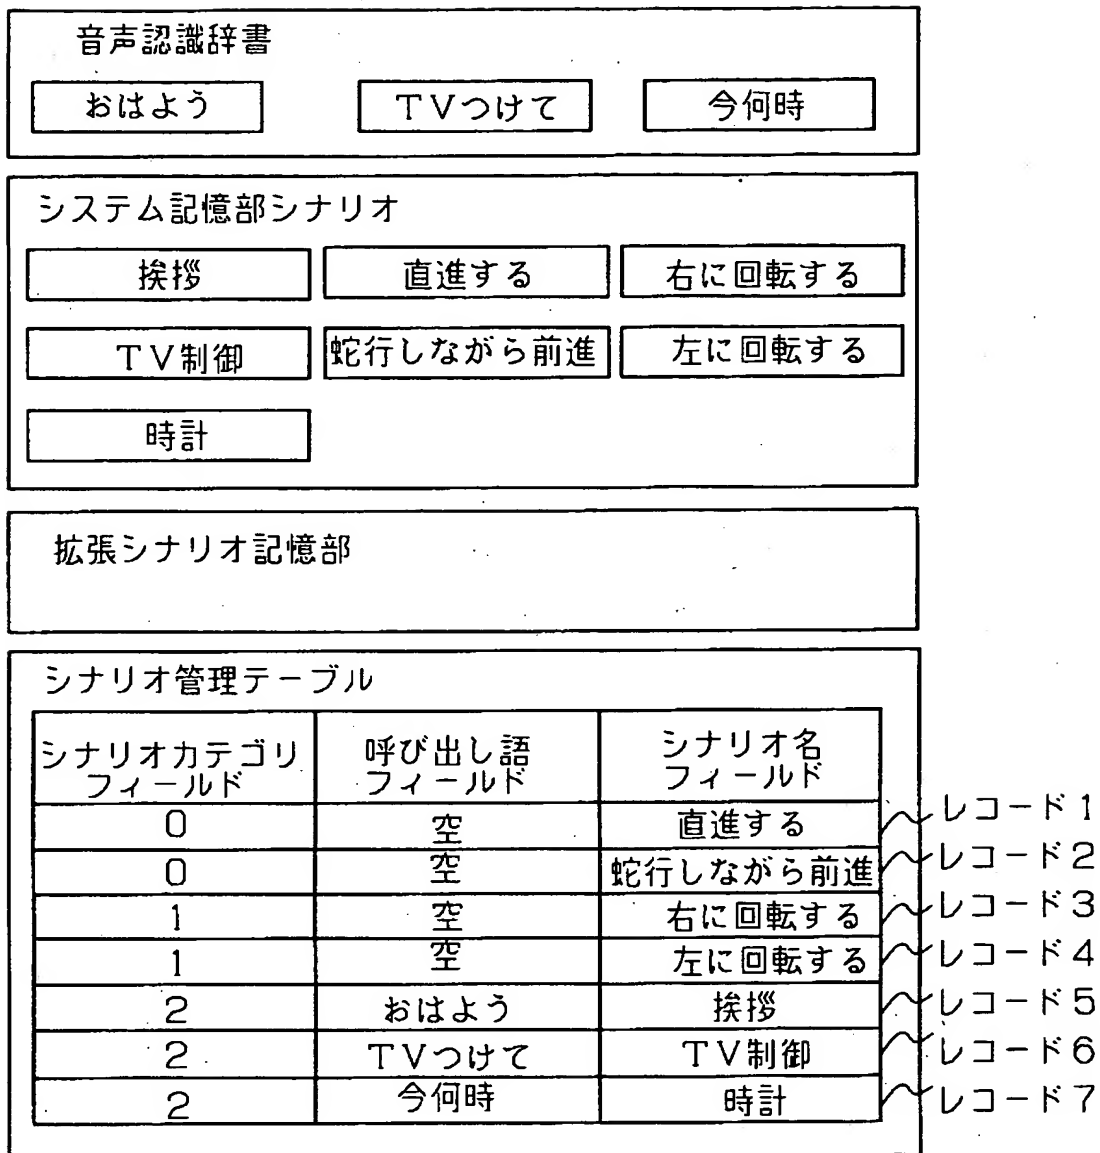 音声認識辞書
おはよう TVつけて 今何時
システム記憶部シナリオ
挨拶 直進する 右に回転する
TV制御 蛇行しながら前進 左に回転する
時計
拡張シナリオ記憶部
シナリオ管理テーブル
シナリオカテゴリ
フィールド
呼び出し語
フィールド
シナリオ名
フィールド
0 空 直進する レコード1
0 空 蛇行しながら前進 レコード2
1 空 右に回転する レコード3
1 空 左に回転する レコード4
2 おはよう 挨拶 レコード5
2 TVつけて TV制御 レコード6
2 今何時 時計 レコード7